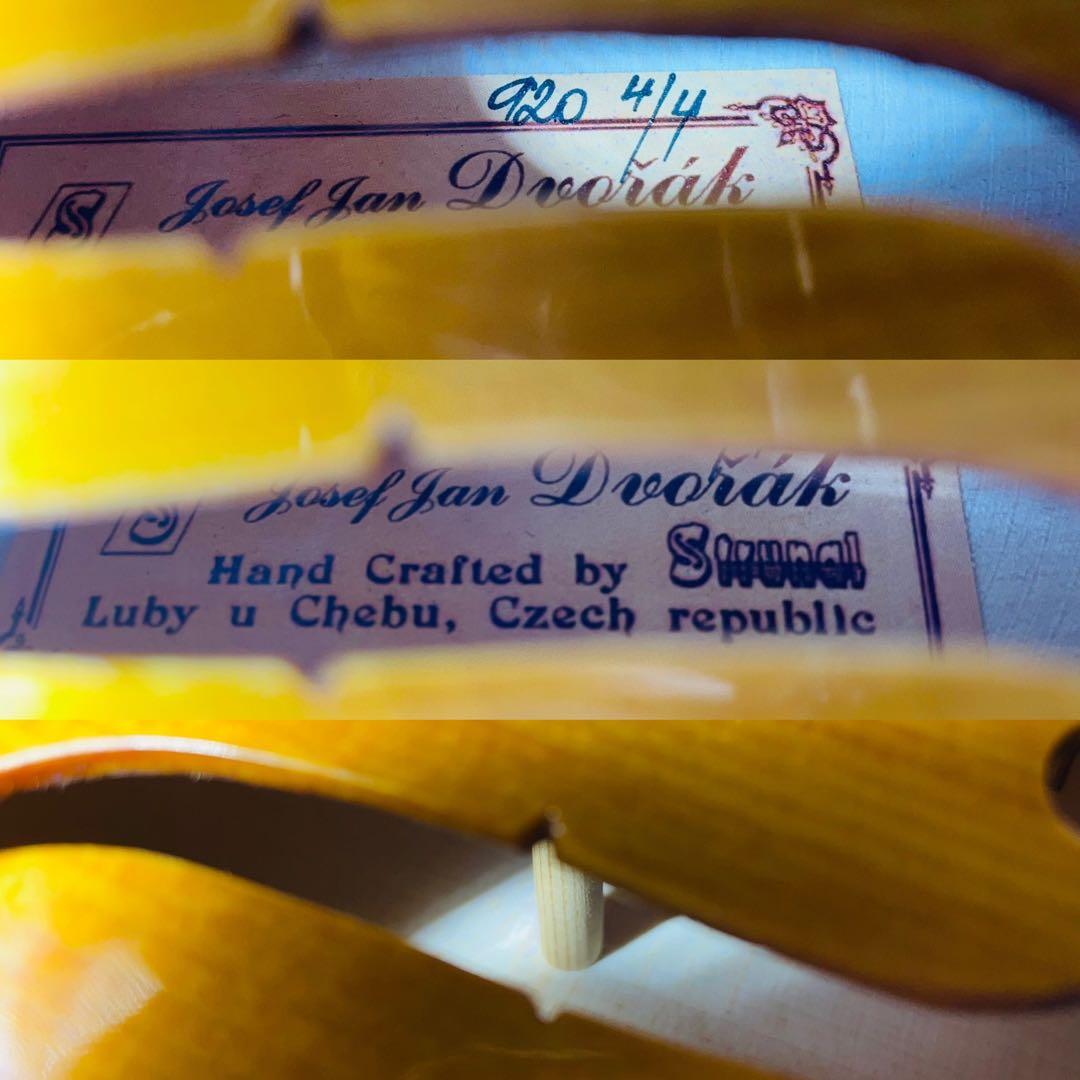 920 4/4
S Josef Jan Dvořák
S Josef Jan Dvořák
Hand Crafted by Strunal
Luby u Chebu, Czech republic